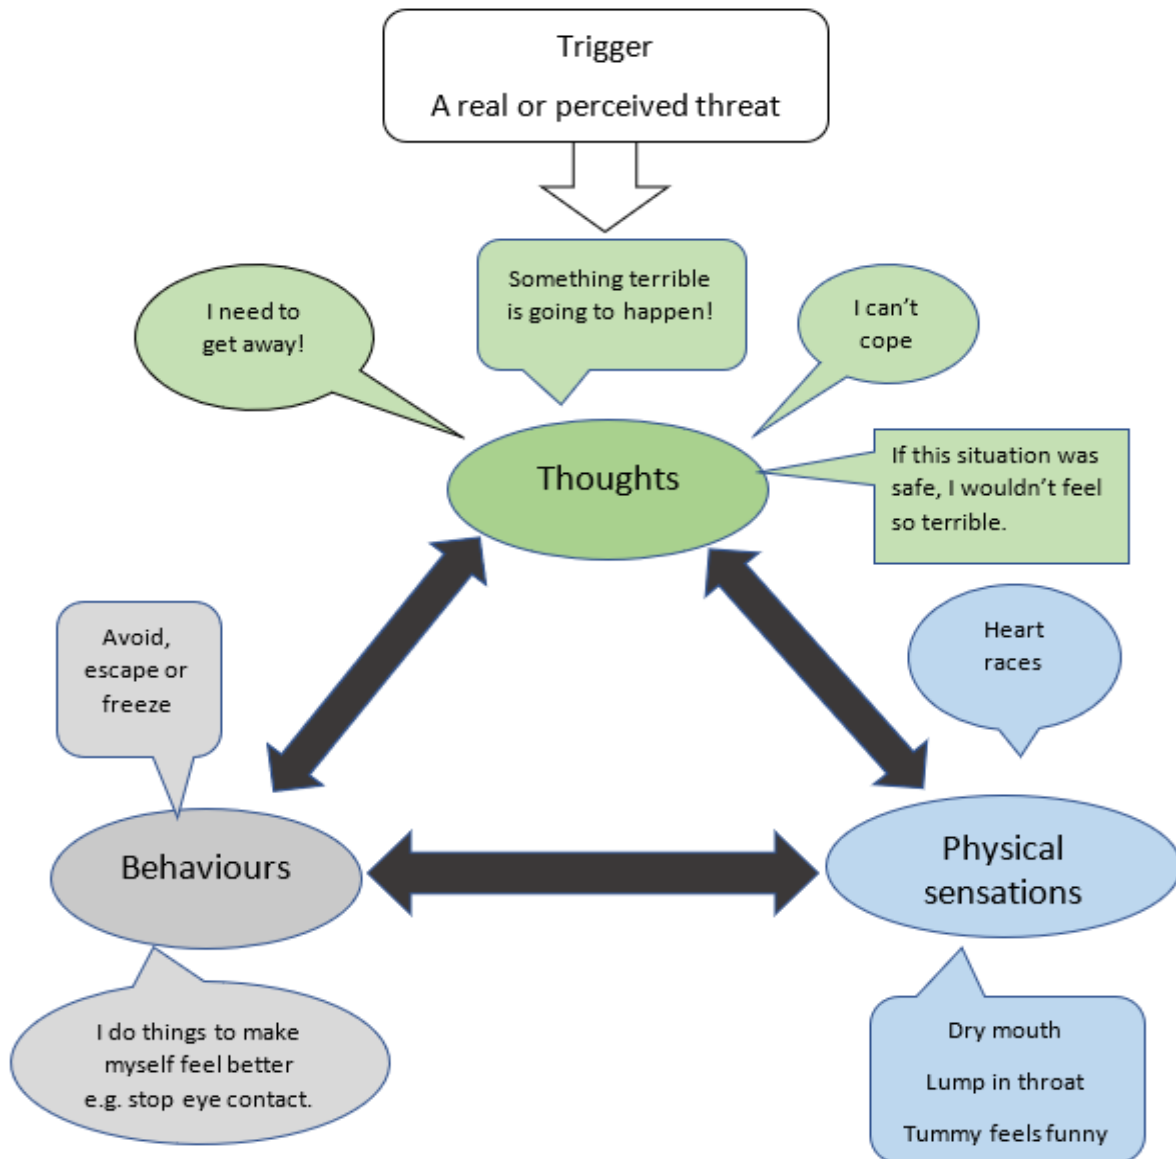 Trigger
A real or perceived threat
Something terrible
is going to happen!
I need to
get away!
I can't
cope
Thoughts
If this situation was
safe, I wouldn't feel
so terrible.
Avoid,
escape or
freeze
Heart
races
Behaviours
Physical
sensations
I do things to make
myself feel better
e.g. stop eye contact.
Dry mouth
Lump in throat
Tummy feels funny